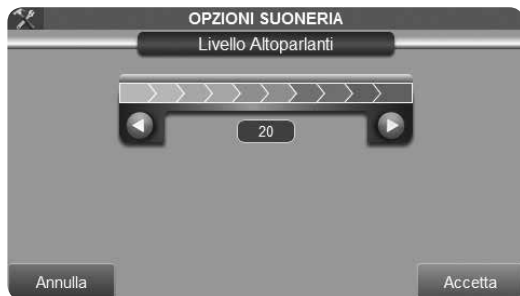 OPZIONI SUONERIA
Livello Altoparlanti
20
Annulla
Accetta